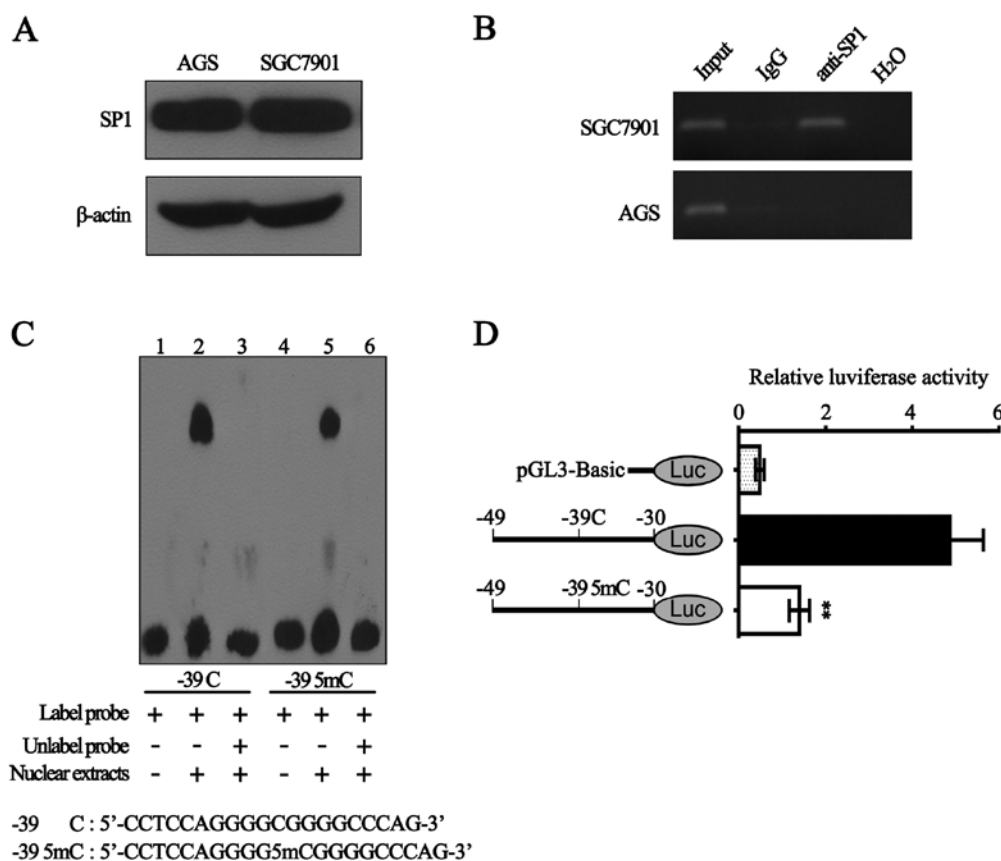 A
AGS SGC7901
SP1
β-actin
B
Input IgG anti-SP1 H2O
SGC7901
AGS
C
1 2 3 4 5 6
-39 C -39 5mC
Label probe + + + + + +
Unlabel probe - - + - - +
Nuclear extracts - + + - + +
-39 C : 5’-CCTCCAGGGGCGGGGCCCAG-3’
-39 5mC : 5’-CCTCCAGGGG5mCGGGGCCCAG-3’
D
Relative luviferase activity
0 2 4 6
pGL3-Basic Luc
-49 -39C -30 Luc
-49 -39 5mC -30 Luc
**